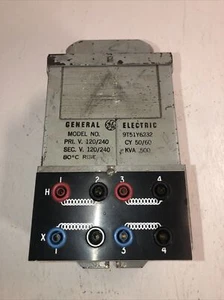 GENERAL GE ELECTRIC
MODEL NO. 9T51Y6232
PRI. V. 120/240 CY 50/60
SEC. V. 120/240 KVA .500
80°C RISE
1 2 3 4
H
X
1 3 4